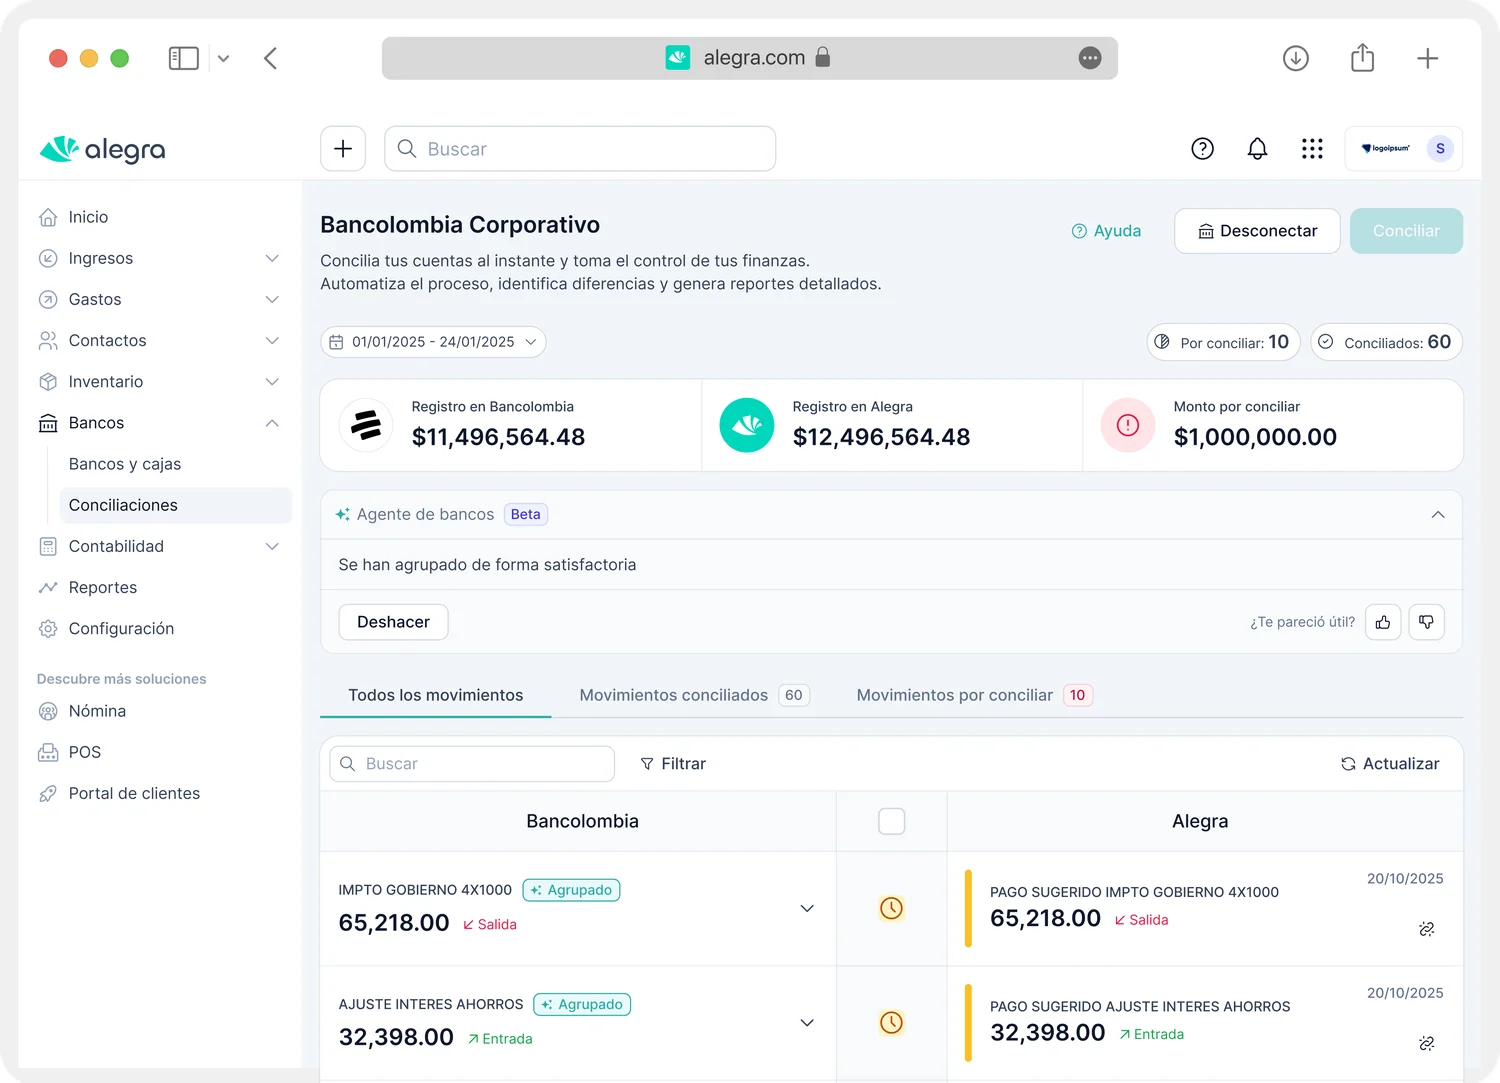 alegra.com
alegra
Buscar
logoipsum
S
Inicio
Ingresos
Gastos
Contactos
Inventario
Bancos
Bancos y cajas
Conciliaciones
Contabilidad
Reportes
Configuración
Descubre más soluciones
Nómina
POS
Portal de clientes
Bancolombia Corporativo
Ayuda
Desconectar
Conciliar
Concilia tus cuentas al instante y toma el control de tus finanzas.
Automatiza el proceso, identifica diferencias y genera reportes detallados.
01/01/2025 - 24/01/2025
Por conciliar: 10
Conciliados: 60
Registro en Bancolombia
$11,496,564.48
Registro en Alegra
$12,496,564.48
Monto por conciliar
$1,000,000.00
Agente de bancos Beta
Se han agrupado de forma satisfactoria
Deshacer
¿Te pareció útil?
Todos los movimientos
Movimientos conciliados 60
Movimientos por conciliar 10
Buscar
Filtrar
Actualizar
Bancolombia
Alegra
IMPTO GOBIERNO 4X1000 Agrupado
65,218.00 Salida
20/10/2025
PAGO SUGERIDO IMPTO GOBIERNO 4X1000
65,218.00 Salida
AJUSTE INTERES AHORROS Agrupado
32,398.00 Entrada
20/10/2025
PAGO SUGERIDO AJUSTE INTERES AHORROS
32,398.00 Entrada